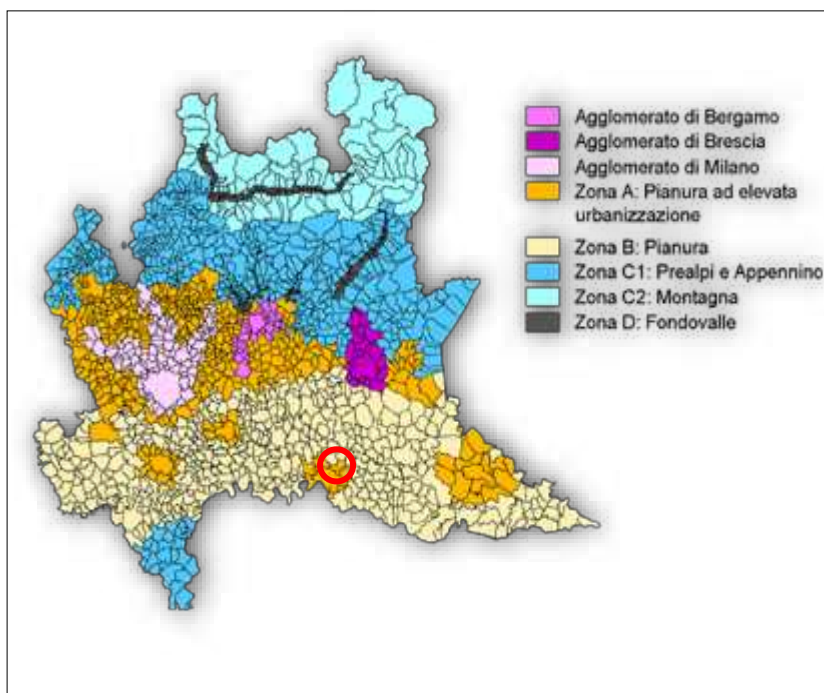 Agglomerato di Bergamo
Agglomerato di Brescia
Agglomerato di Milano
Zona A: Pianura ad elevata
urbanizzazione
Zona B: Pianura
Zona C1: Prealpi e Appennino
Zona C2: Montagna
Zona D: Fondovalle